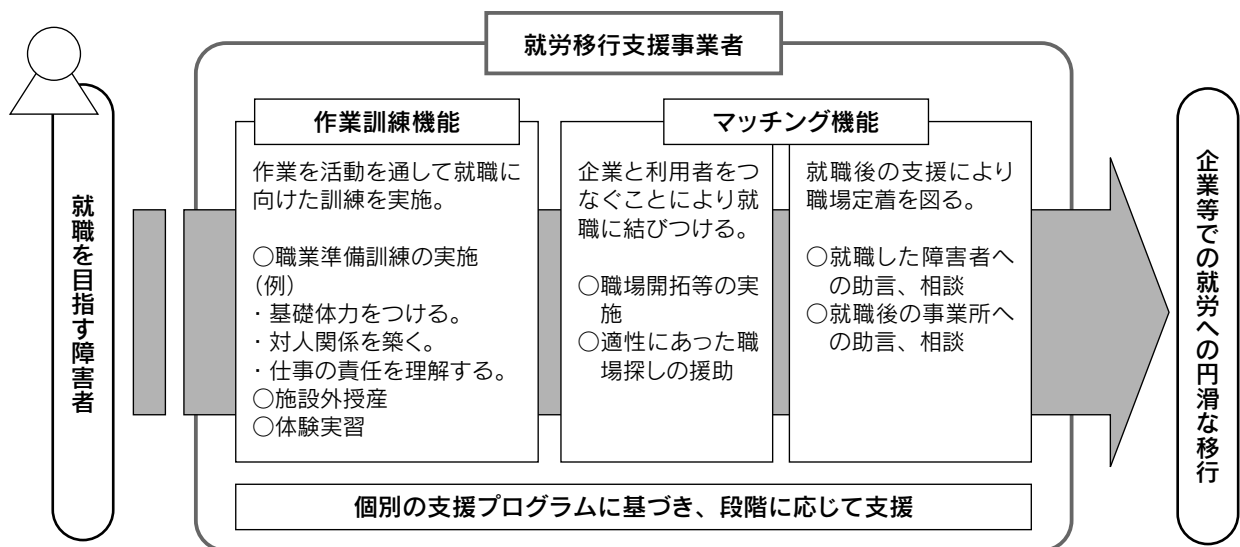 就労移行支援事業者
就職を目指す障害者
作業訓練機能
作業を活動を通して就職に
向けた訓練を実施。
○職業準備訓練の実施
(例)
・基礎体力をつける。
・対人関係を築く。
・仕事の責任を理解する。
○施設外授産
○体験実習
マッチング機能
企業と利用者をつ
なぐことにより就
職に結びつける。
○職場開拓等の実
施
○適性にあった職
場探しの援助
就職後の支援により
職場定着を図る。
○就職した障害者へ
の助言、相談
○就職後の事業所へ
の助言、相談
個別の支援プログラムに基づき、段階に応じて支援
企業等での就労への円滑な移行